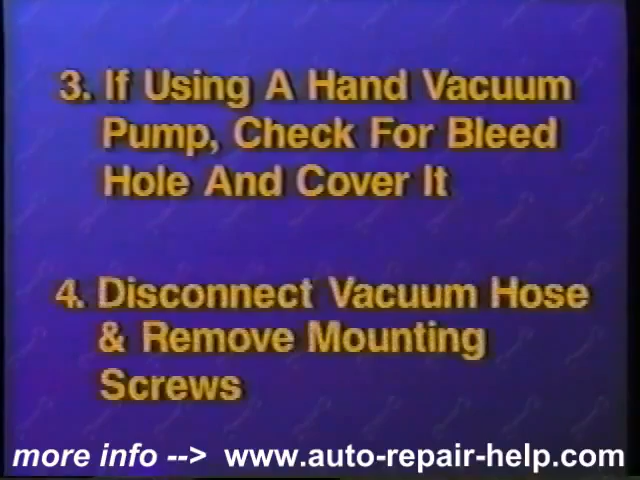 3. If Using A Hand Vacuum
Pump, Check For Bleed
Hole And Cover It
4. Disconnect Vacuum Hose
& Remove Mounting
Screws
more info --> www.auto-repair-help.com